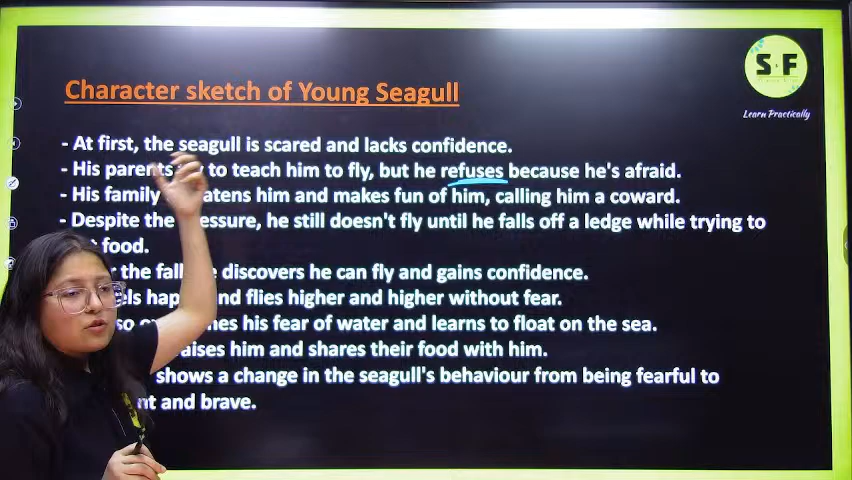 S F
Learn Practically
Character sketch of Young Seagull
- At first, the seagull is scared and lacks confidence.
- His parents to teach him to fly, but he refuses because he's afraid.
- His family him and makes fun of him, calling him a coward.
- Despite the pressure, he still doesn't fly until he falls off a ledge while trying to
food.
the fall discovers he can fly and gains confidence.
and flies higher and higher without fear.
his fear of water and learns to float on the sea.
him and shares their food with him.
shows a change in the seagull's behaviour from being fearful to
and brave.